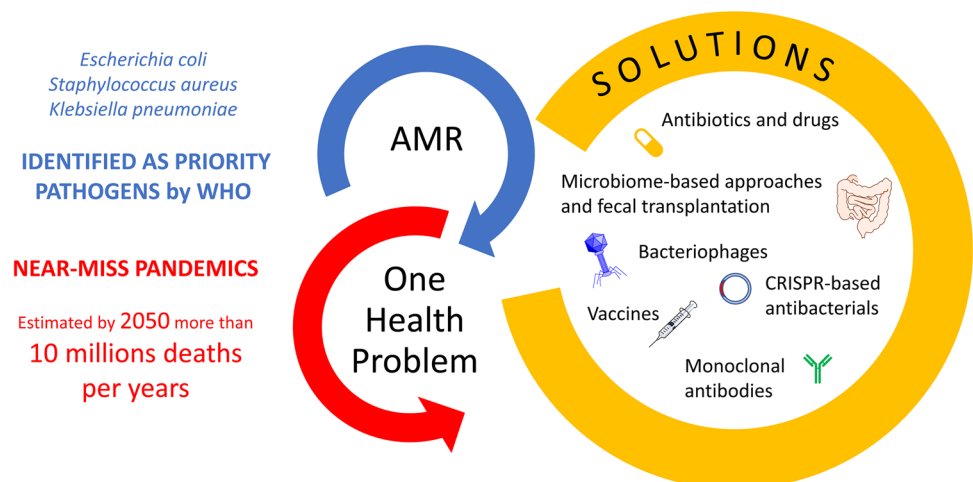 Escherichia coli
Staphylococcus aureus
Klebsiella pneumoniae
IDENTIFIED AS PRIORITY
PATHOGENS by WHO
NEAR-MISS PANDEMICS
Estimated by 2050 more than
10 millions deaths
per years
AMR
One
Health
Problem
SOLUTIONS
Antibiotics and drugs
Microbiome-based approaches
and fecal transplantation
Bacteriophages
CRISPR-based
antibacterials
Vaccines
Monoclonal
antibodies